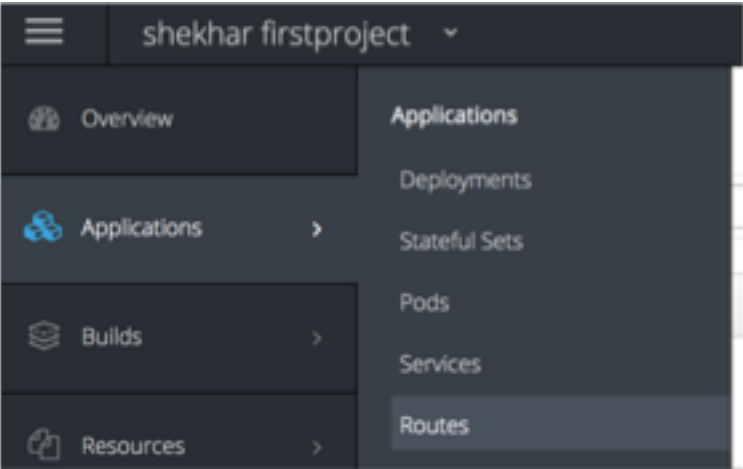 shekhar firstproject
Overview
Applications
Builds
Resources
Applications
Deployments
Stateful Sets
Pods
Services
Routes